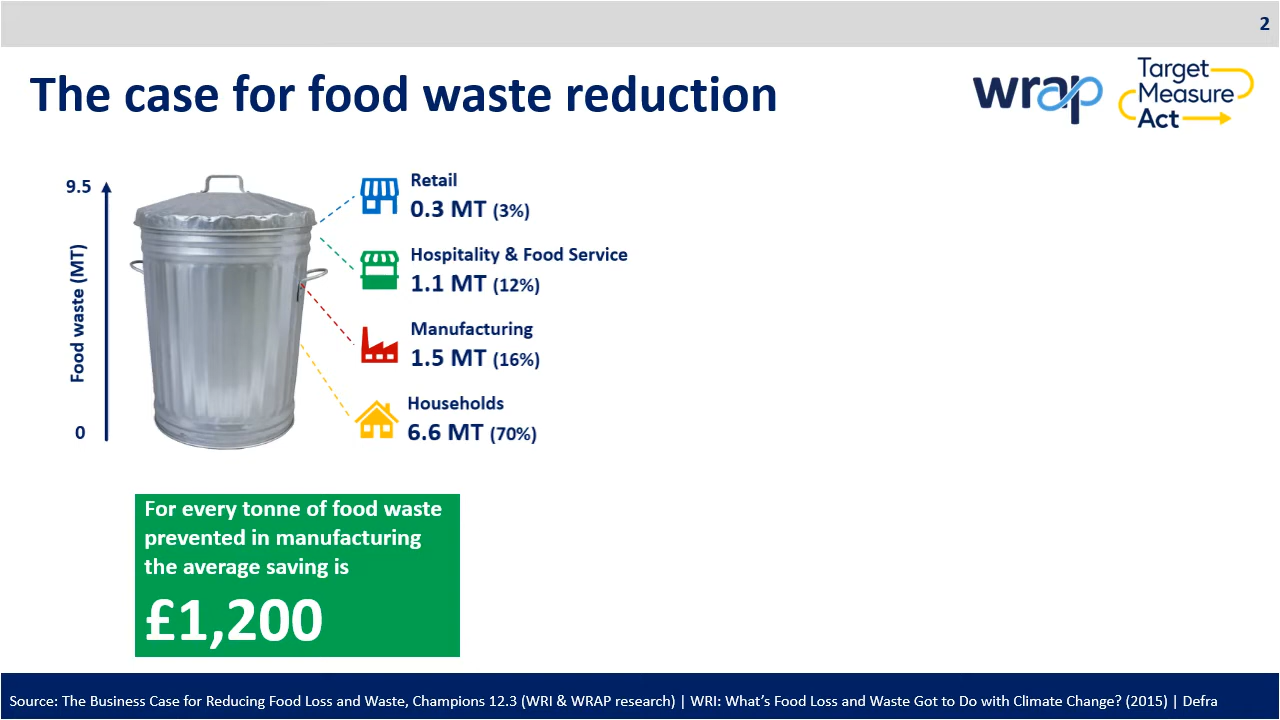 2
The case for food waste reduction
wrap
Target
Measure
Act
9.5
Food waste (MT)
0
Retail
0.3 MT (3%)
Hospitality & Food Service
1.1 MT (12%)
Manufacturing
1.5 MT (16%)
Households
6.6 MT (70%)
For every tonne of food waste
prevented in manufacturing
the average saving is
£1,200
Source: The Business Case for Reducing Food Loss and Waste, Champions 12.3 (WRI & WRAP research) | WRI: What’s Food Loss and Waste Got to Do with Climate Change? (2015) | Defra